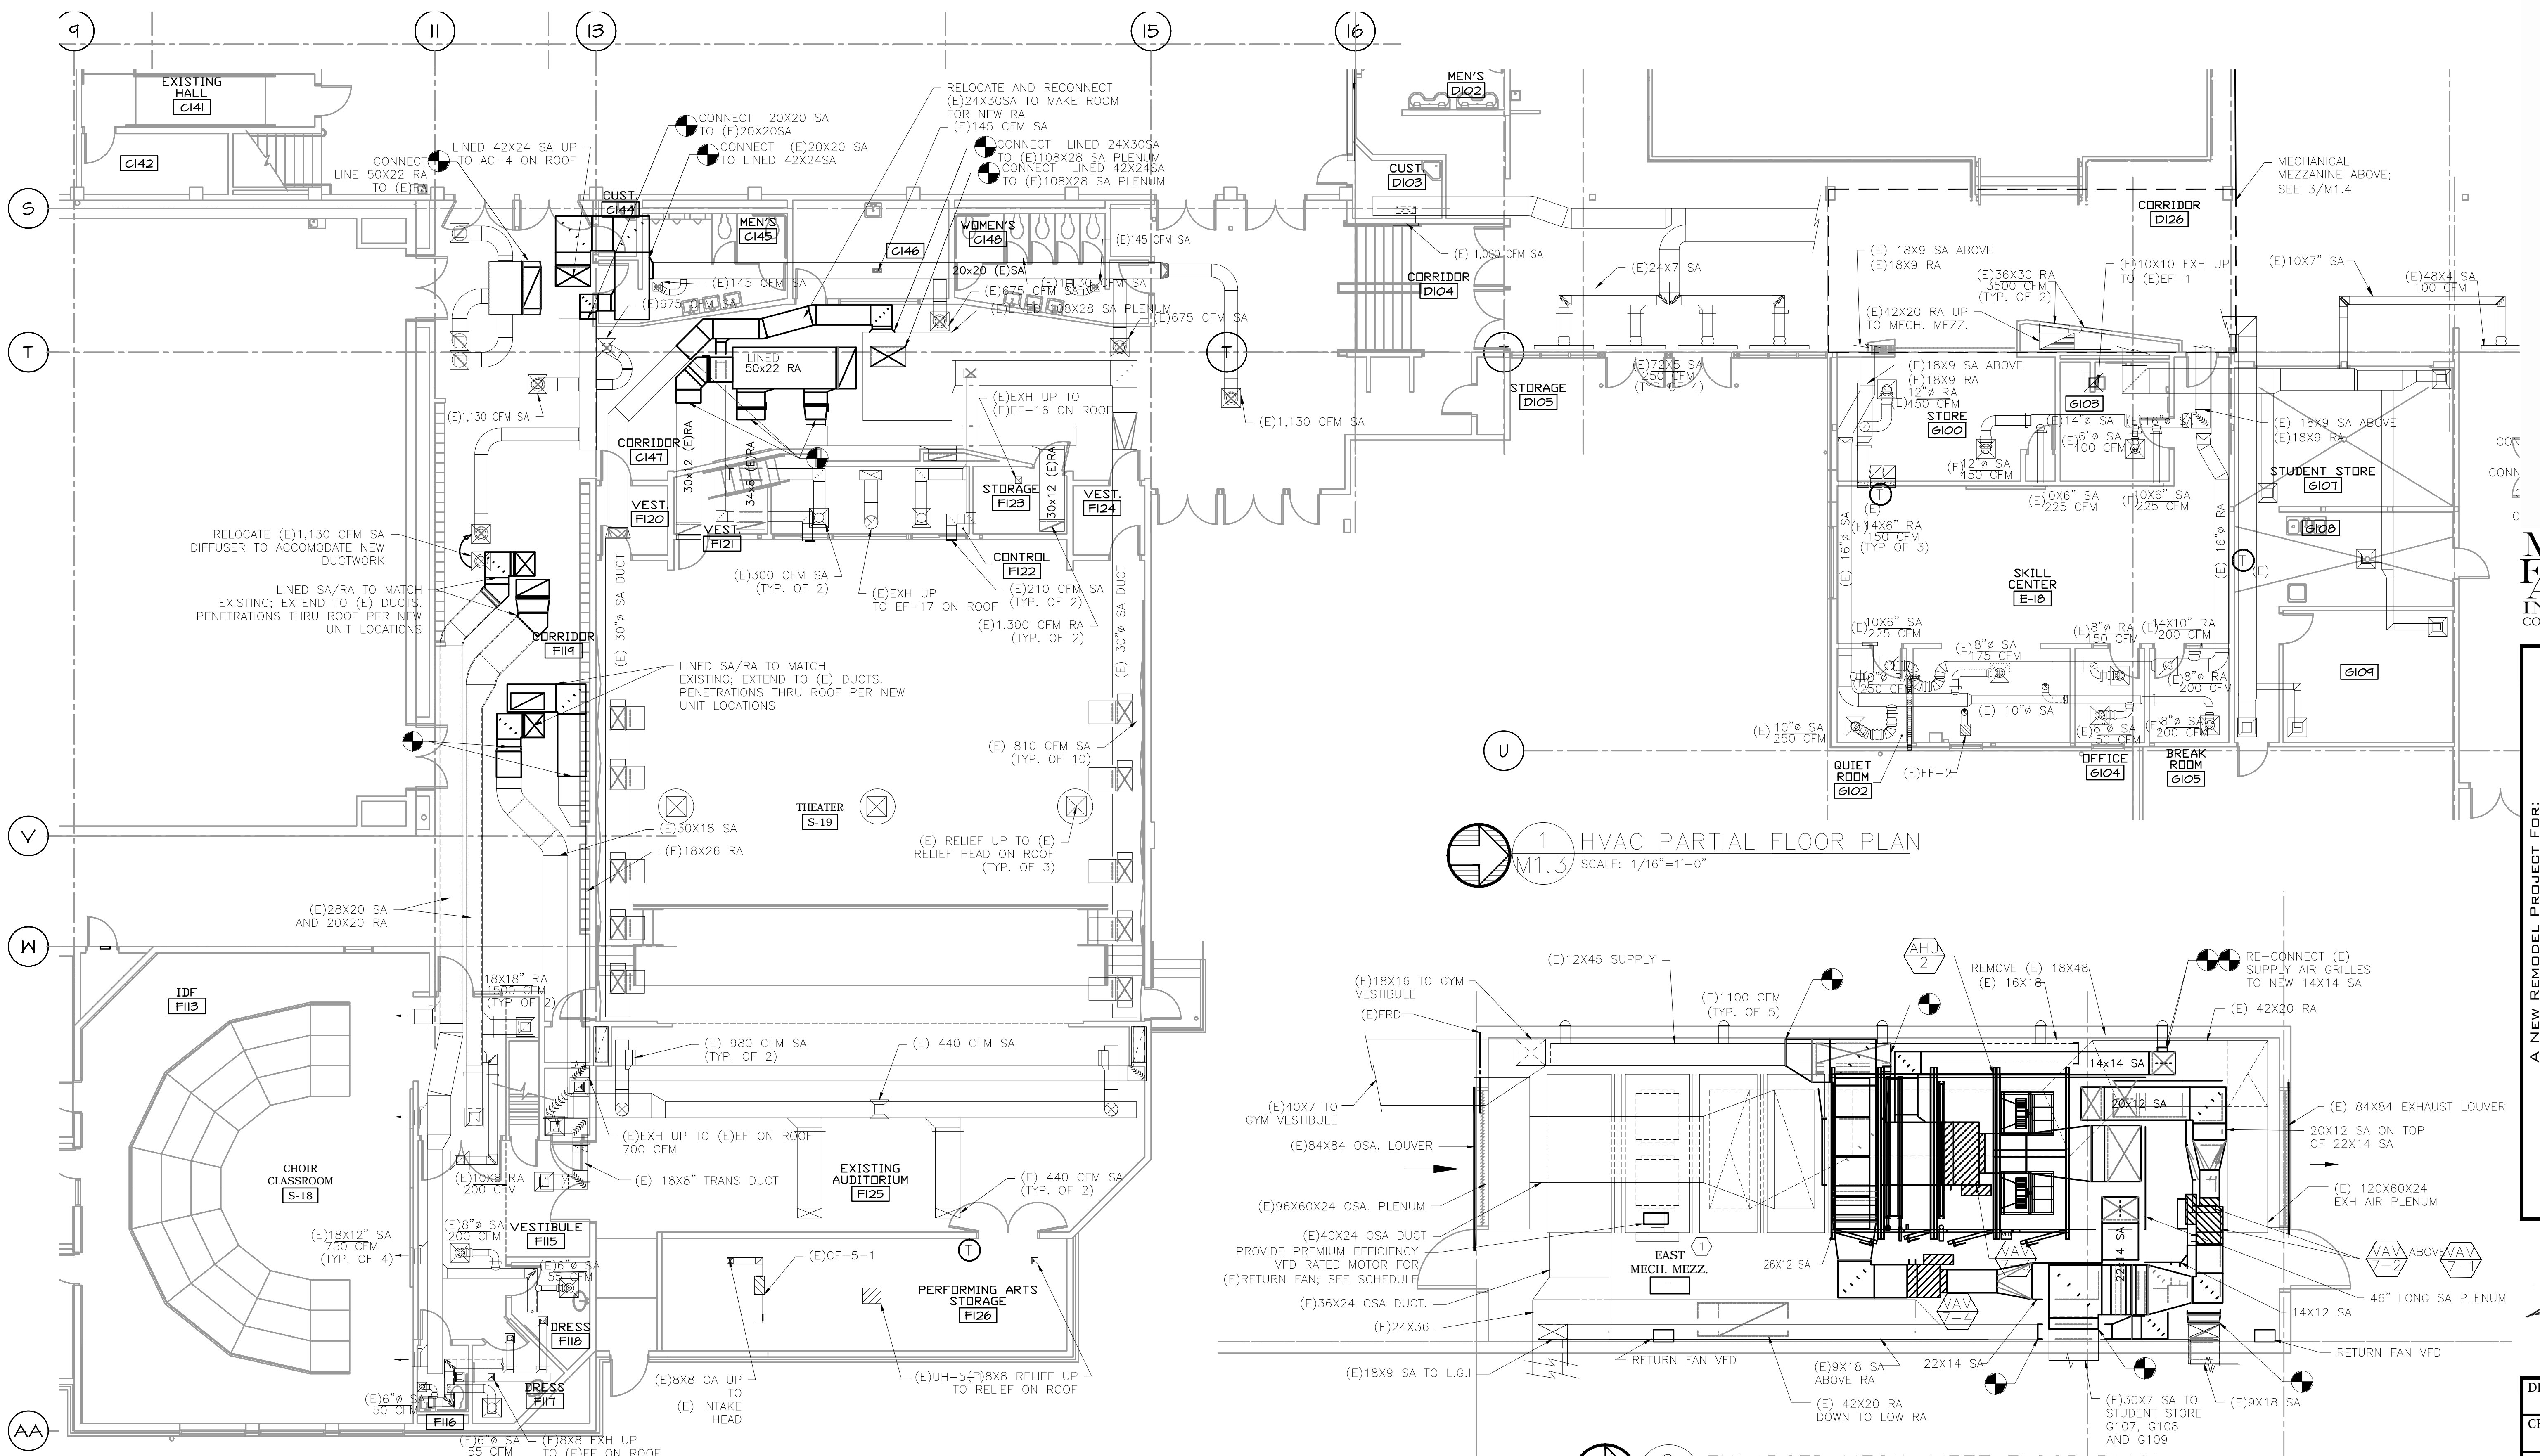 9
11
13
15
16
EXISTING
HALL
C141
C142
CONNECT
LINE 50X22 RA
TO (E)RA
LINED 42X24 SA UP
TO AC-4 ON ROOF
CONNECT 20X20 SA
TO (E)20X20SA
CONNECT (E)20X20 SA
TO LINED 42X24SA
RELOCATE AND RECONNECT
(E)24X30SA TO MAKE ROOM
FOR NEW RA
(E)145 CFM SA
CONNECT LINED 24X30SA
TO (E)108X28 SA PLENUM
CONNECT LINED 42X24SA
TO (E)108X28 SA PLENUM
MEN'S
D102
CUST.
D103
MECHANICAL
MEZZANINE ABOVE;
SEE 3/M1.4
S
CUST.
C144
MEN'S
C145
C146
WOMEN'S
C148
(E)145 CFM SA
20x20 (E)SA
(E)145 CFM SA
(E)1,130 CFM SA
(E)675 CFM SA
(E)675 CFM SA
(E)LINED 108X28 SA PLENUM
(E)675 CFM SA
(E) 1,000 CFM SA
CORRIDOR
D104
(E)24X7 SA
CORRIDOR
D126
(E) 18X9 SA ABOVE
(E)18X9 RA
(E)36X30 RA
3500 CFM
(TYP. OF 2)
(E)10X10 EXH UP
TO (E)EF-1
(E)10X7" SA
(E)48X4 SA
100 CFM
(E)42X20 RA UP
TO MECH. MEZZ.
T
T
LINED
50x22 RA
(E)1,130 CFM SA
(E)EXH UP TO
(E)EF-16 ON ROOF
(E)1,130 CFM SA
(E)72X5 SA
250 CFM
(TYP OF 4)
STORAGE
D105
(E)18X9 SA ABOVE
(E)18X9 RA
12"ø RA
(E)450 CFM
STORE
G100
G103
(E)14"ø SA
(E)16"ø SA
(E)6"ø SA
100 CFM
(E)12"ø SA
450 CFM
(E) 18X9 SA ABOVE
(E)18X9 RA
CORRIDOR
C147
30x12 (E)RA
34x8 (E)RA
30x12 (E)RA
STORAGE
F123
VEST.
F124
VEST.
F120
VEST.
F121
CONTROL
F122
T
(E)
(E)10X6" SA
225 CFM
(E)10X6" SA
225 CFM
(E)14X6" RA
150 CFM
(TYP OF 3)
STUDENT STORE
G107
G108
T
(E)
RELOCATE (E)1,130 CFM SA
DIFFUSER TO ACCOMODATE NEW
DUCTWORK
(E)300 CFM SA
(TYP. OF 2)
(E)EXH UP
TO EF-17 ON ROOF
(E)210 CFM SA
(TYP. OF 2)
(E)1,300 CFM RA
(TYP. OF 2)
(E) 30"ø SA DUCT
(E) 30"ø SA DUCT
(E) 16"ø SA
(E) 16"ø RA
SKILL
CENTER
E-18
LINED SA/RA TO MATCH
EXISTING; EXTEND TO (E) DUCTS.
PENETRATIONS THRU ROOF PER NEW
UNIT LOCATIONS
CORRIDOR
F119
LINED SA/RA TO MATCH
EXISTING; EXTEND TO (E) DUCTS.
PENETRATIONS THRU ROOF PER NEW
UNIT LOCATIONS
(E)10X6" SA
225 CFM
(E)8"ø SA
175 CFM
(E)8"ø RA
150 CFM
(E)14X10" RA
200 CFM
250 CFM
(E)8"ø RA
200 CFM
G109
(E) 810 CFM SA
(TYP. OF 10)
(E) 10"ø SA
(E) 10"ø SA
250 CFM
(E)8"ø SA
150 CFM
(E)8"ø SA
200 CFM
U
QUIET
ROOM
G102
(E)EF-2
OFFICE
G104
BREAK
ROOM
G105
THEATER
S-19
V
(E)30X18 SA
(E)18X26 RA
(E) RELIEF UP TO (E)
RELIEF HEAD ON ROOF
(TYP. OF 3)
1
M1.3
HVAC PARTIAL FLOOR PLAN
SCALE: 1/16"=1'-0"
A NEW REMODEL PROJECT FOR:
(E)28X20 SA
AND 20X20 RA
W
IDF
F113
18X18" RA
1500 CFM
(TYP OF 2)
(E)18X16 TO GYM
VESTIBULE
(E)FRD
(E)12X45 SUPPLY
AHU
2
REMOVE (E) 18X48
(E) 16X18
RE-CONNECT (E)
SUPPLY AIR GRILLES
TO NEW 14X14 SA
(E)1100 CFM
(TYP. OF 5)
(E) 42X20 RA
(E) 980 CFM SA
(TYP. OF 2)
(E) 440 CFM SA
14x14 SA
20x12 SA
(E)40X7 TO
GYM VESTIBULE
(E) 84X84 EXHAUST LOUVER
20X12 SA ON TOP
OF 22X14 SA
(E)84X84 OSA. LOUVER
(E)EXH UP TO (E)EF ON ROOF
700 CFM
(E) 18X8" TRANS DUCT
EXISTING
AUDITORIUM
F125
(E) 440 CFM SA
(TYP. OF 2)
CHOIR
CLASSROOM
S-18
(E)10X8 RA
200 CFM
(E)96X60X24 OSA. PLENUM
(E) 120X60X24
EXH AIR PLENUM
(E)18X12" SA
750 CFM
(TYP. OF 4)
(E)8"ø SA
200 CFM
VESTIBULE
F115
(E)6"ø SA
55 CFM
(E)40X24 OSA DUCT
PROVIDE PREMIUM EFFICIENCY
VFD RATED MOTOR FOR
(E)RETURN FAN; SEE SCHEDULE
EAST
MECH. MEZZ.
-
1
26X12 SA
22x14 SA
VAV
VAV
7-2
ABOVE
VAV
7-1
T
(E)CF-5-1
PERFORMING ARTS
STORAGE
F126
(E)36X24 OSA DUCT.
(E)24X36
VAV
7-4
46" LONG SA PLENUM
14X12 SA
DRESS
F118
RETURN FAN VFD
RETURN FAN VFD
(E)18X9 SA TO L.G.I
(E)9X18 SA
ABOVE RA
22X14 SA
(E)8X8 OA UP
TO
(E) INTAKE
HEAD
(E)8X8 RELIEF UP
TO RELIEF ON ROOF
DRESS
F117
(E)6"ø SA
50 CFM
F116
(E) 42X20 RA
DOWN TO LOW RA
(E)30X7 SA TO
STUDENT STORE
G107, G108
AND G109
(E)9X18 SA
AA
(E)6"ø SA
55 CFM
(E)8X8 EXH UP
TO (E)EF ON ROOF